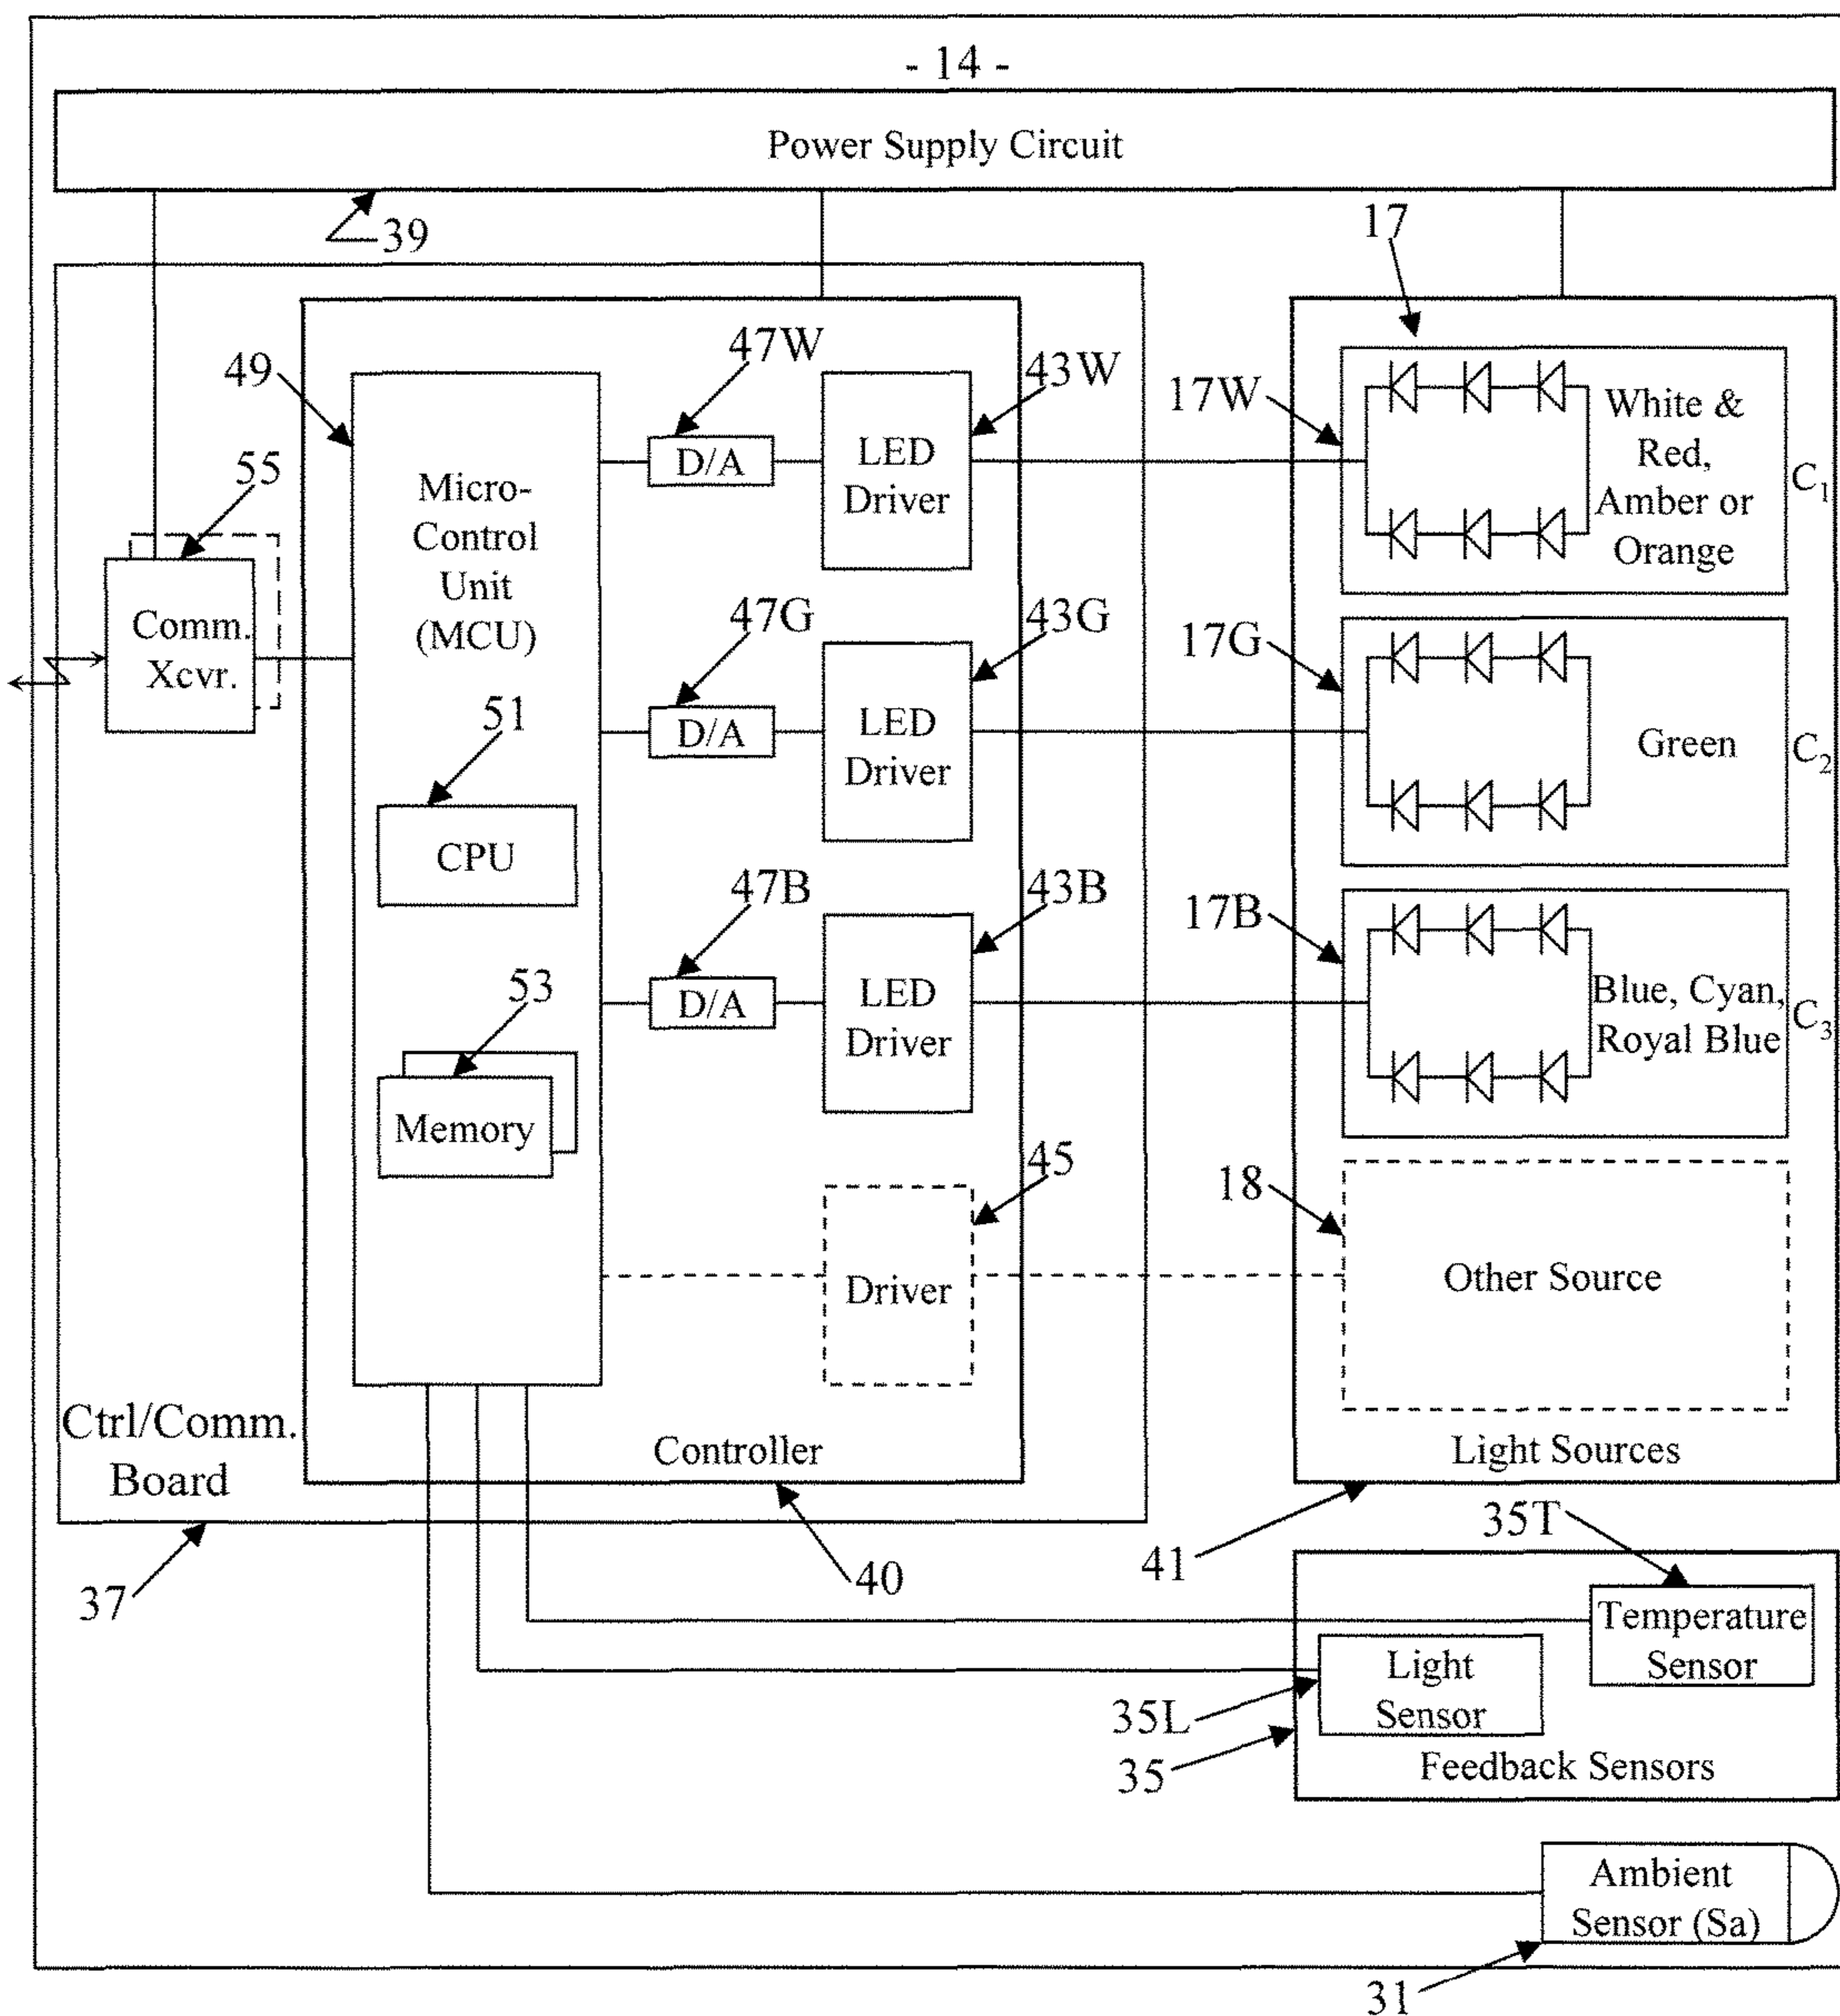 - 14 -
Power Supply Circuit
39
17
47W
43W
49
17W
D/A
LED
Driver
White &
Red,
Amber or
Orange
C1
55
Micro-
Control
Unit
(MCU)
Comm.
Xcvr.
47G
43G
17G
D/A
LED
Driver
Green
C2
51
CPU
47B
43B
17B
D/A
LED
Driver
Blue, Cyan,
Royal Blue
C3
53
Memory
45
18
Driver
Other Source
Ctrl/Comm.
Board
Controller
Light Sources
37
40
41
35T
Temperature
Sensor
Light
Sensor
35L
35
Feedback Sensors
Ambient
Sensor (Sa)
31